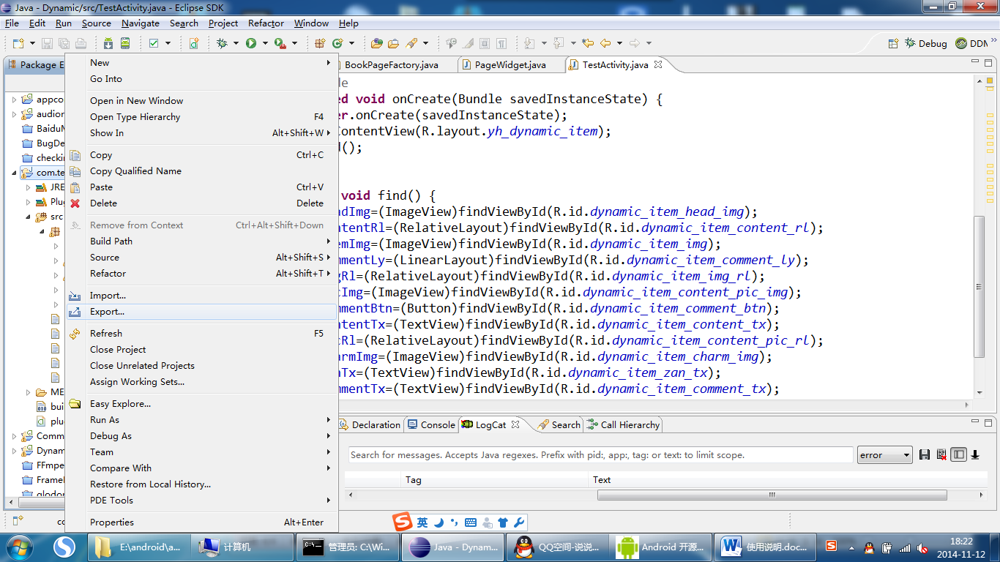 Java - Dynamic/src/TestActivity.java - Eclipse SDK
File Edit Run Source Navigate Search Project Refactor Window Help
Debug DDM
Package E
BookPageFactory.java PageWidget.java TestActivity.java
appco
audior
BaiduM
BugDe
checkin
com.te
JRE
Plug
src
ME
bui
plu
Comm
Dynam
FFmpe
Framel
glodor
New
Go Into
Open in New Window
Open Type Hierarchy F4
Show In Alt+Shift+W
Copy Ctrl+C
Copy Qualified Name
Paste Ctrl+V
Delete Delete
Remove from Context Ctrl+Alt+Shift+Down
Build Path
Source Alt+Shift+S
Refactor Alt+Shift+T
Import...
Export...
Refresh F5
Close Project
Close Unrelated Projects
Assign Working Sets...
Easy Explore...
Run As
Debug As
Team
Compare With
Restore from Local History...
PDE Tools
Properties Alt+Enter
de
ed void onCreate(Bundle savedInstanceState) {
er.onCreate(savedInstanceState);
ContentView(R.layout.yh_dynamic_item);
d();
void find() {
adImg=(ImageView)findViewById(R.id.dynamic_item_head_img);
ntentRl=(RelativeLayout)findViewById(R.id.dynamic_item_content_rl);
emImg=(ImageView)findViewById(R.id.dynamic_item_img);
mmentLy=(LinearLayout)findViewById(R.id.dynamic_item_comment_ly);
gRl=(RelativeLayout)findViewById(R.id.dynamic_item_img_rl);
cImg=(ImageView)findViewById(R.id.dynamic_item_content_pic_img);
mmentBtn=(Button)findViewById(R.id.dynamic_item_comment_btn);
ntentTx=(TextView)findViewById(R.id.dynamic_item_content_tx);
cRl=(RelativeLayout)findViewById(R.id.dynamic_item_content_pic_rl);
armImg=(ImageView)findViewById(R.id.dynamic_item_charm_img);
nTx=(TextView)findViewById(R.id.dynamic_item_zan_tx);
mmentTx=(TextView)findViewById(R.id.dynamic_item_comment_tx);
Declaration Console LogCat Search Call Hierarchy
Search for messages. Accepts Java regexes. Prefix with pid:, app:, tag: or text: to limit scope.
error
Tag Text
co
英
E:\android\a... 计算机 管理员: C:\Wi... Java - Dynam... QQ空间-说说... Android 开源... 使用说明.doc...
18:22
2014-11-12